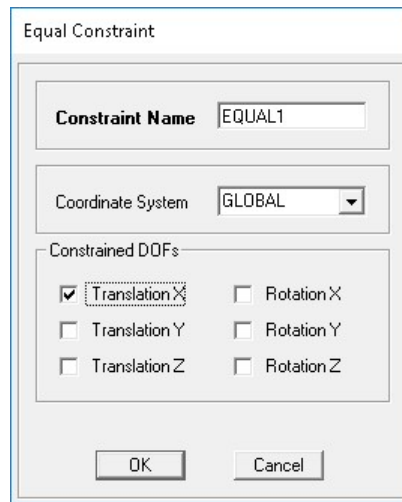 Equal Constraint
Constraint Name EQUAL1
Coordinate System GLOBAL
Constrained DOFs
Translation X Rotation X
Translation Y Rotation Y
Translation Z Rotation Z
OK Cancel